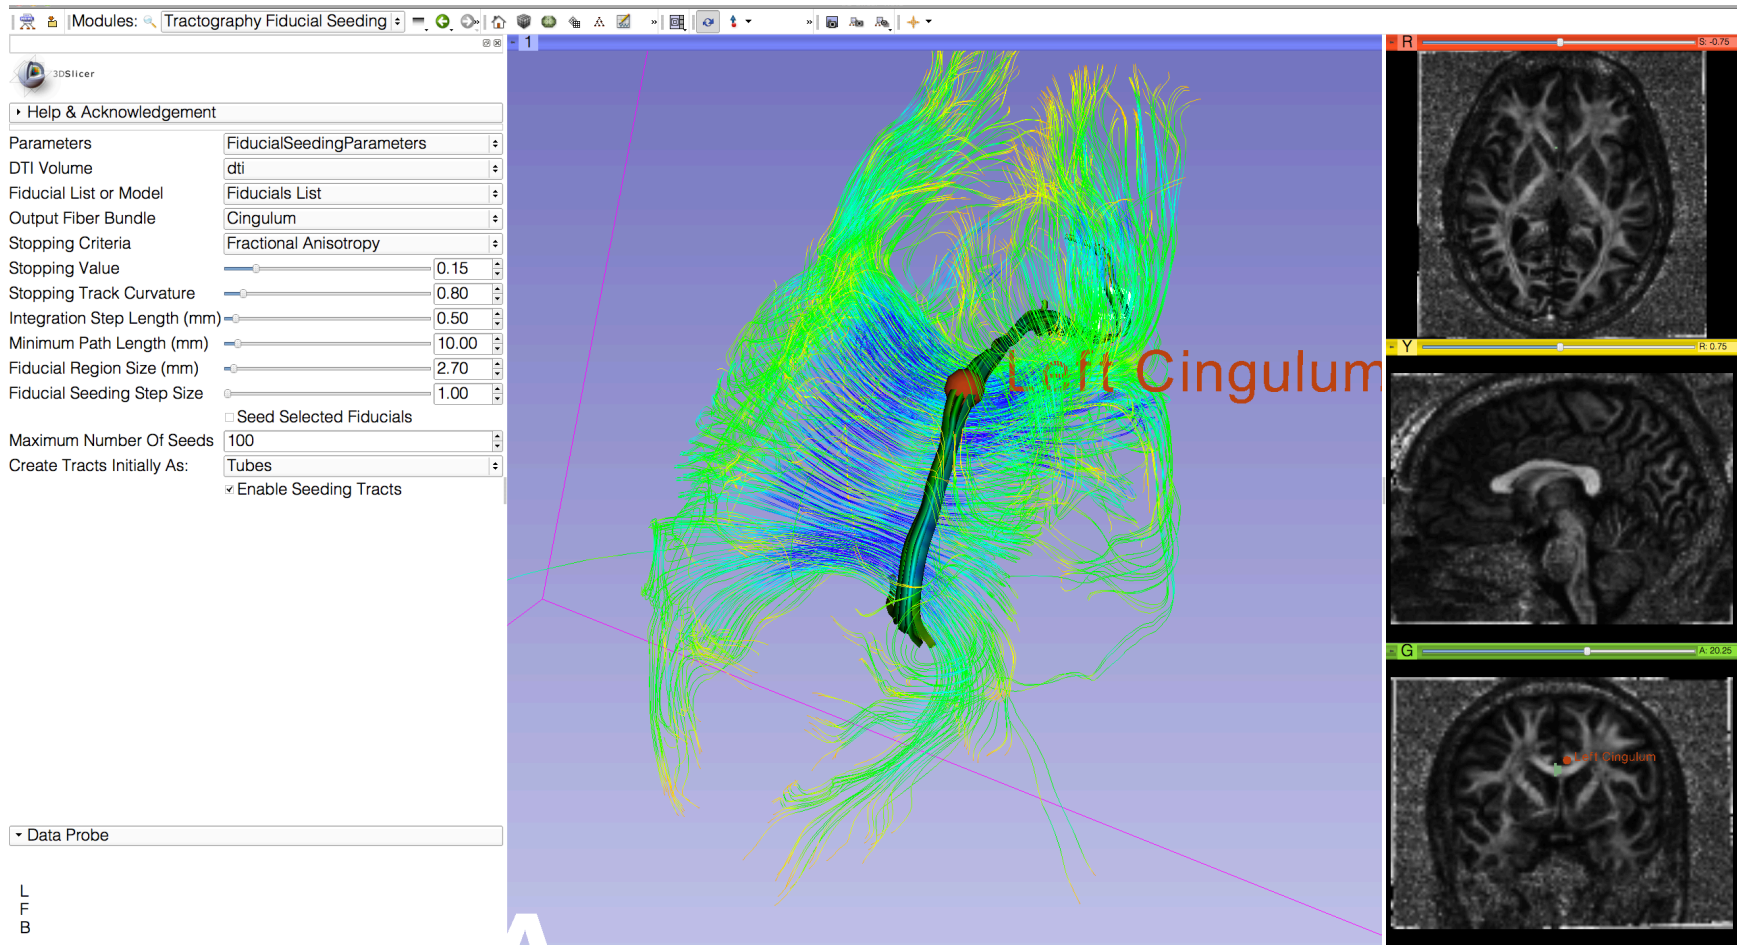 Modules: Tractography Fiducial Seeding
3DSlicer
Help & Acknowledgement
Parameters FiducialSeedingParameters
DTI Volume dti
Fiducial List or Model Fiducials List
Output Fiber Bundle Cingulum
Stopping Criteria Fractional Anisotropy
Stopping Value 0.15
Stopping Track Curvature 0.80
Integration Step Length (mm) 0.50
Minimum Path Length (mm) 10.00
Fiducial Region Size (mm) 2.70
Fiducial Seeding Step Size 1.00
Seed Selected Fiducials
Maximum Number Of Seeds 100
Create Tracts Initially As: Tubes
Enable Seeding Tracts
Data Probe
L
F
B
1
Left Cingulum
A
R S: -0.75
Y R: 0.75
G A: 20.25
Left Cingulum